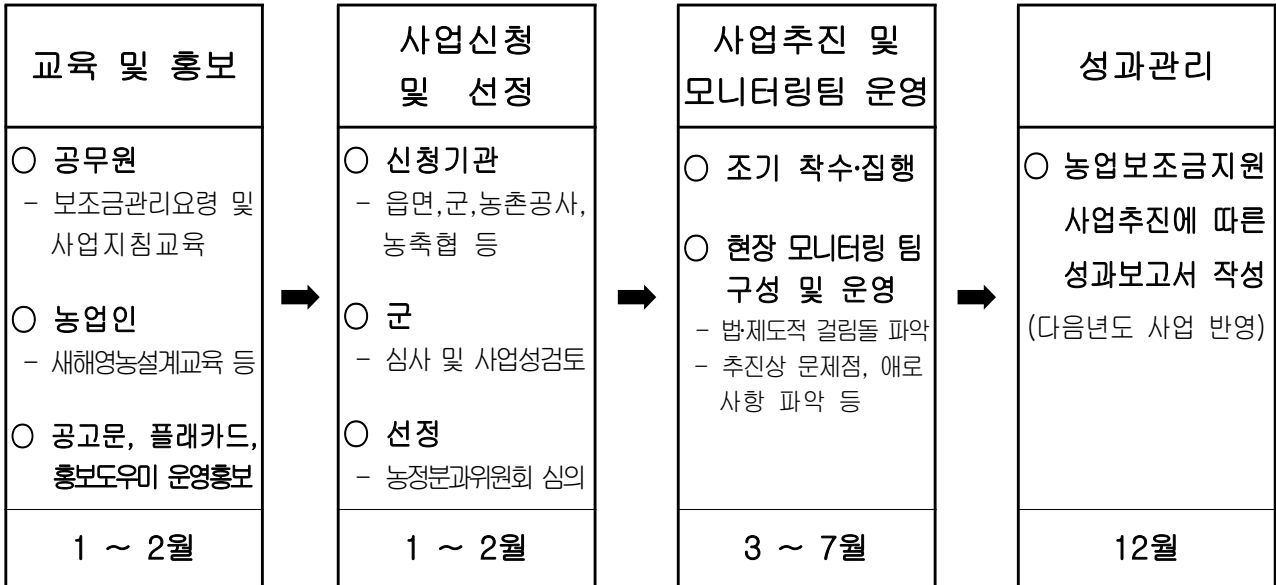 교육 및 홍보
○ 공무원
- 보조금관리요령 및
사업지침교육
○ 농업인
- 새해영농설계교육 등
○ 공고문, 플래카드,
홍보도우미 운영홍보
1 ~ 2월
사업신청
및 선정
○ 신청기관
- 읍면,군,농촌공사,
농축협 등
○ 군
- 심사 및 사업성검토
○ 선정
- 농정분과위원회 심의
1 ~ 2월
사업추진 및
모니터링팀 운영
○ 조기 착수·집행
○ 현장 모니터링 팀
구성 및 운영
- 법·제도적 걸림돌 파악
- 추진상 문제점, 애로
사항 파악 등
3 ~ 7월
성과관리
○ 농업보조금지원
사업추진에 따른
성과보고서 작성
(다음년도 사업 반영)
12월